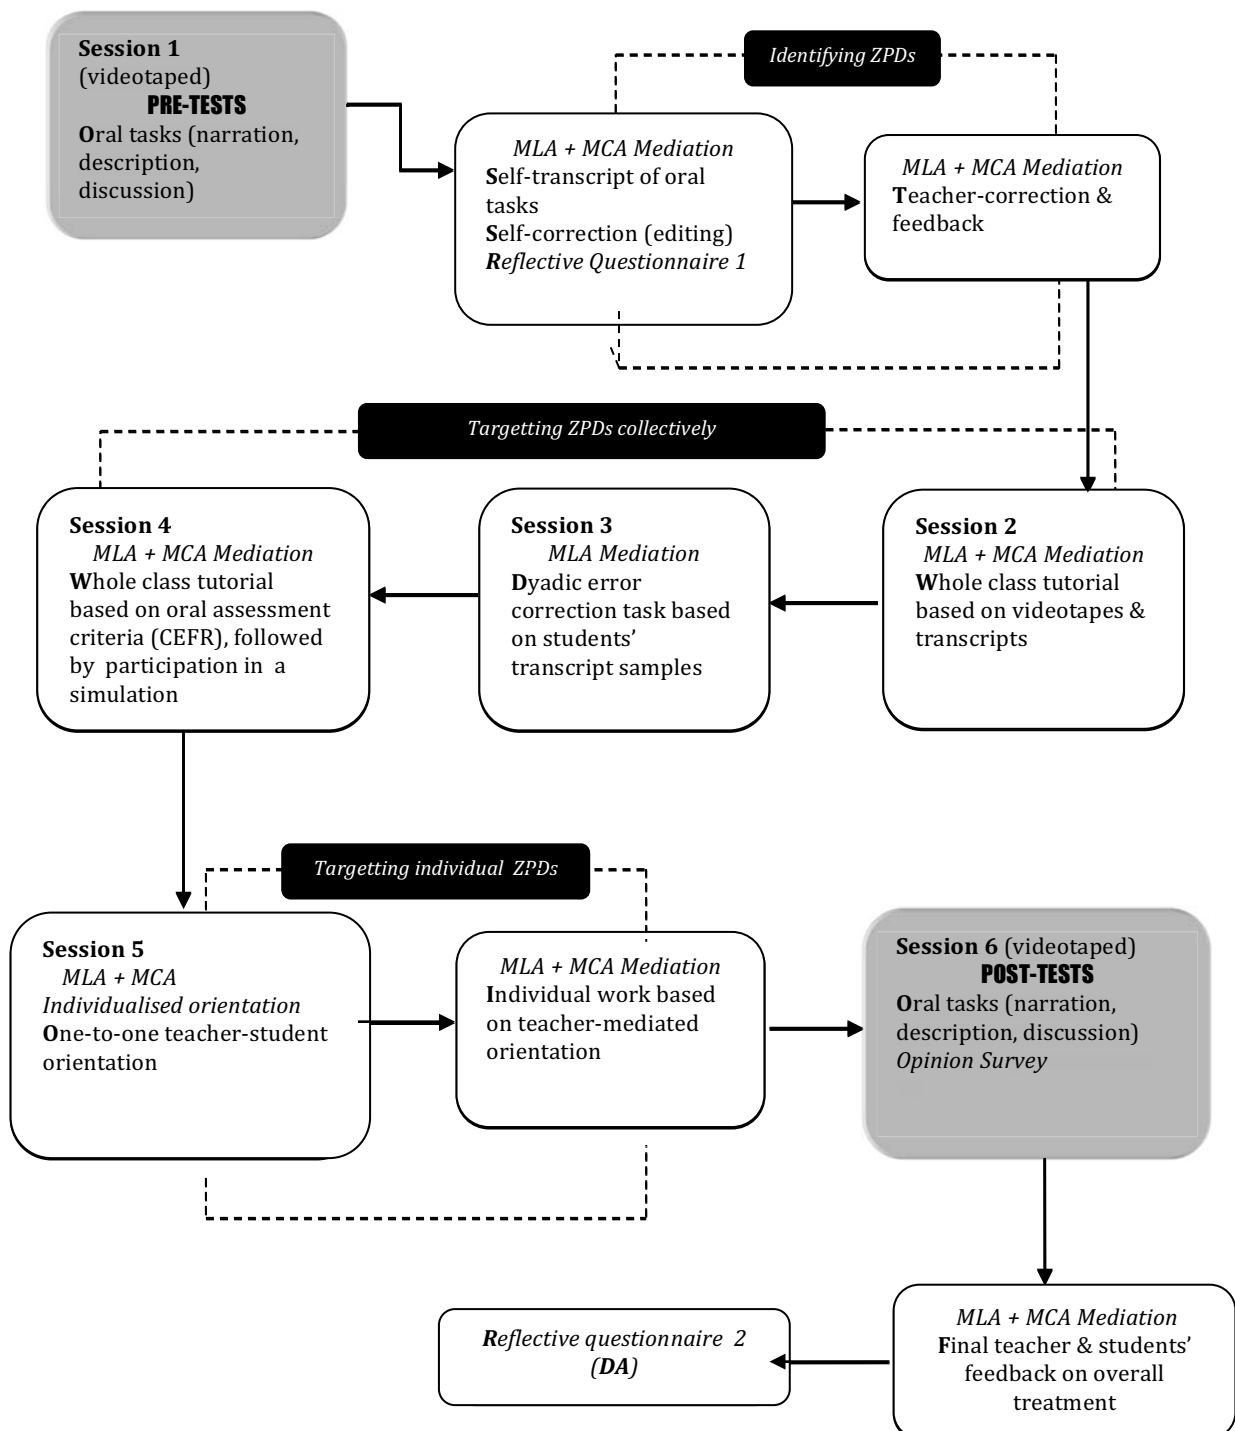 Session 1
(videotaped)
PRE-TESTS
Oral tasks (narration,
description,
discussion)
Identifying ZPDs
MLA + MCA Mediation
Self-transcript of oral
tasks
Self-correction (editing)
Reflective Questionnaire 1
MLA + MCA Mediation
Teacher-correction &
feedback
Targetting ZPDs collectively
Session 4
MLA + MCA Mediation
Whole class tutorial
based on oral assessment
criteria (CEFR), followed
by participation in a
simulation
Session 3
MLA Mediation
Dyadic error
correction task based
on students’
transcript samples
Session 2
MLA + MCA Mediation
Whole class tutorial
based on videotapes &
transcripts
Targetting individual ZPDs
Session 5
MLA + MCA
Individualised orientation
One-to-one teacher-student
orientation
MLA + MCA Mediation
Individual work based
on teacher-mediated
orientation
Session 6 (videotaped)
POST-TESTS
Oral tasks (narration,
description, discussion)
Opinion Survey
Reflective questionnaire 2
(DA)
MLA + MCA Mediation
Final teacher & students’
feedback on overall
treatment